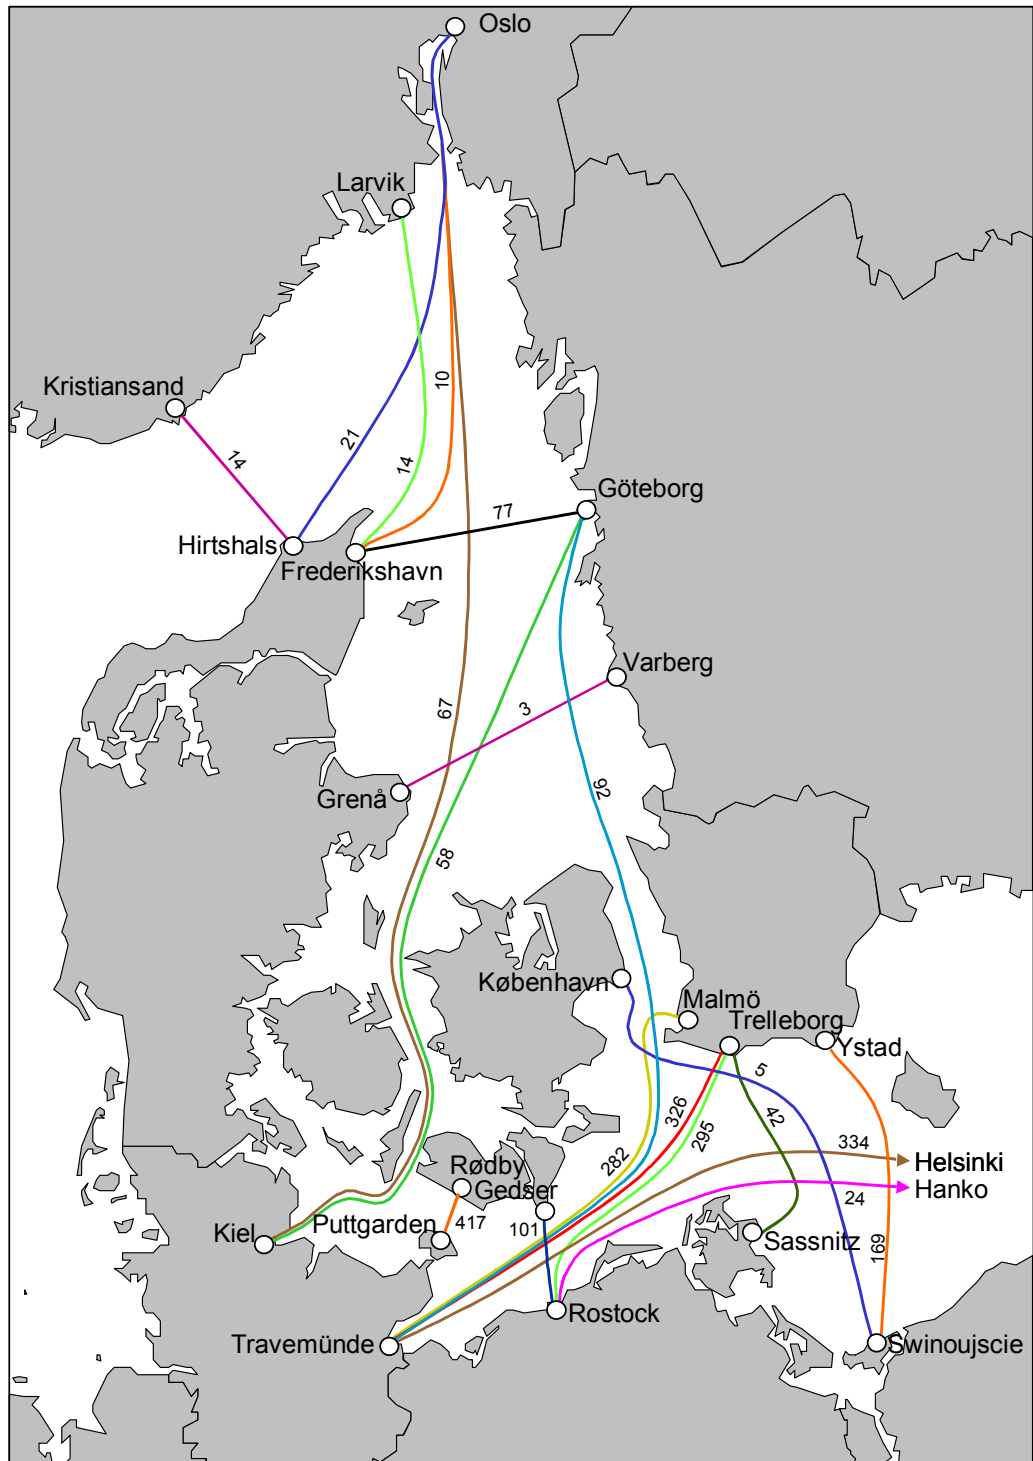 Oslo
Larvik
Kristiansand
10
21
14
14
Göteborg
77
Hirtshals
Frederikshavn
Varberg
67
3
92
Grenå
58
København
Malmö
Trelleborg
Ystad
5
326
42
295
334
282
Rødby
Helsinki
Gedser
Hanko
24
Puttgarden
417
101
Kiel
Sassnitz
169
Rostock
Travemünde
Swinoujscie